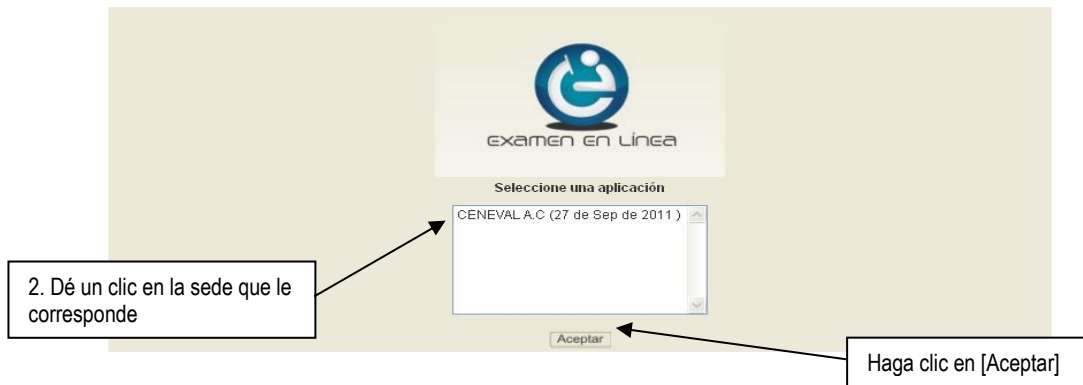 Examen en Línea
Seleccione una aplicación
CENEVAL A.C (27 de Sep de 2011 )
2. Dé un clic en la sede que le
corresponde
Aceptar
Haga clic en [Aceptar]